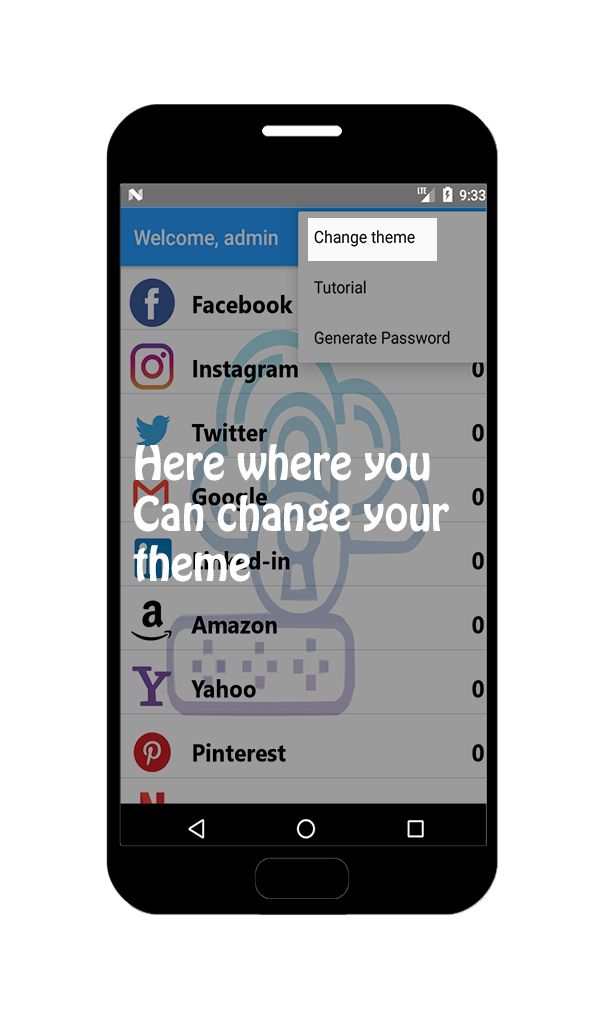 LTE 9:33
Welcome, admin
Change theme
Tutorial
Generate Password
Facebook
Instagram 0
Twitter 0
Google 0
Linked-in 0
Amazon 0
Yahoo 0
Pinterest 0
Here where you
Can change your
theme